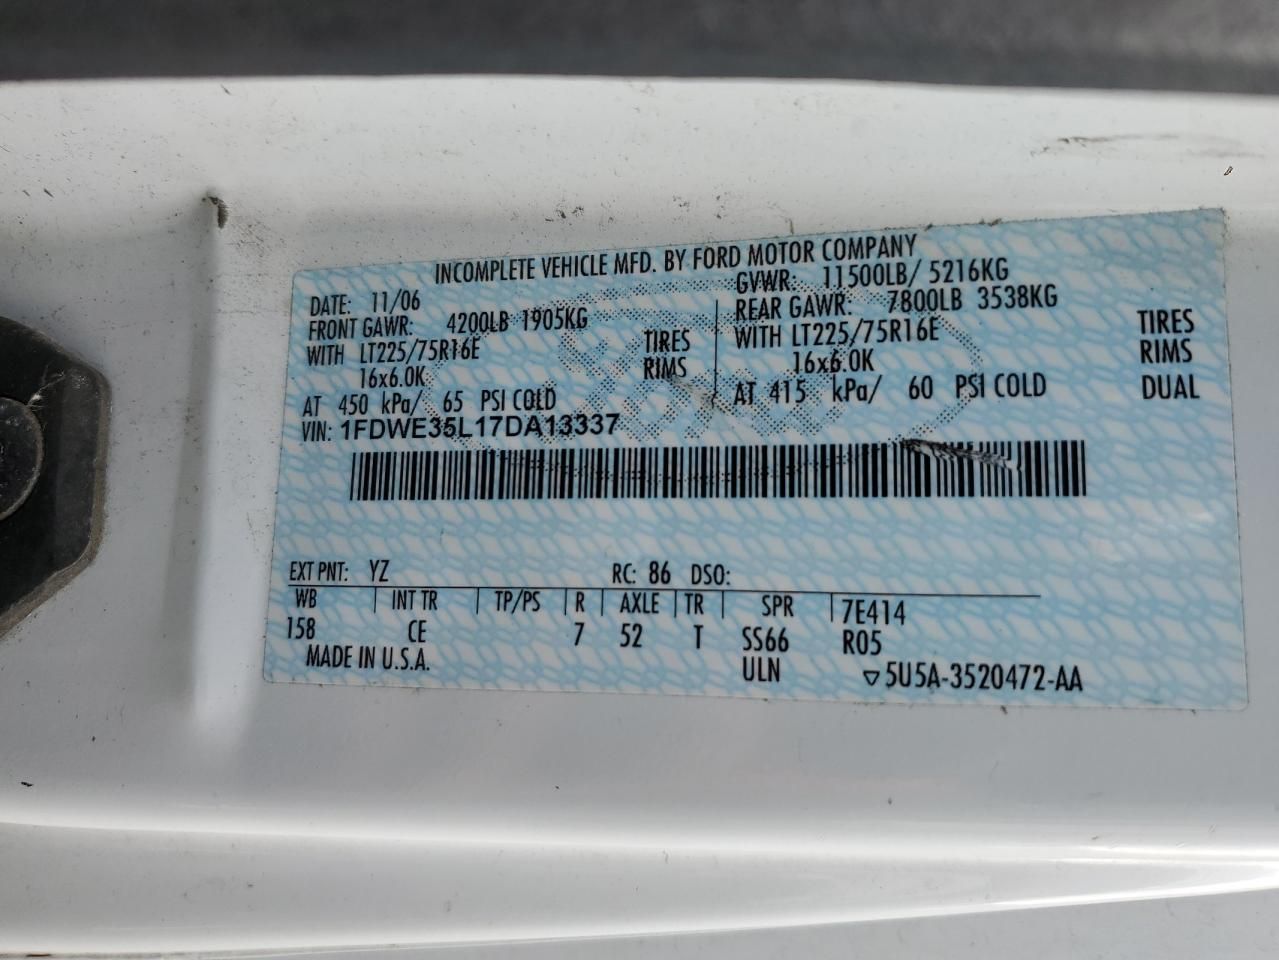 INCOMPLETE VEHICLE MFD. BY FORD MOTOR COMPANY
DATE: 11/06 GVWR: 11500LB/ 5216KG
FRONT GAWR: 4200LB 1905KG REAR GAWR: 7800LB 3538KG
WITH LT225/75R16E TIRES WITH LT225/75R16E TIRES
16x6.0K RIMS 16x6.0K RIMS
AT 450 kPa/ 65 PSI COLD AT 415 kPa/ 60 PSI COLD DUAL
VIN: 1FDWE35L17DA13337
EXT PNT: YZ RC: 86 DSO:
WB INT TR TP/PS R AXLE TR SPR 7E414
158 CE 7 52 T SS66 R05
MADE IN U.S.A. ULN ▽5U5A-3520472-AA